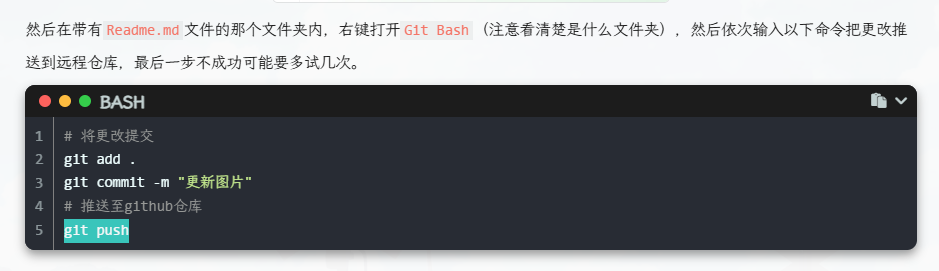 然后在带有Readme.md文件的那个文件夹内，右键打开Git Bash（注意看清楚是什么文件夹），然后依次输入以下命令把更改推
送到远程仓库，最后一步不成功可能要多试几次。
BASH
1 # 将更改提交
2 git add .
3 git commit -m "更新图片"
4 # 推送至github仓库
5 git push